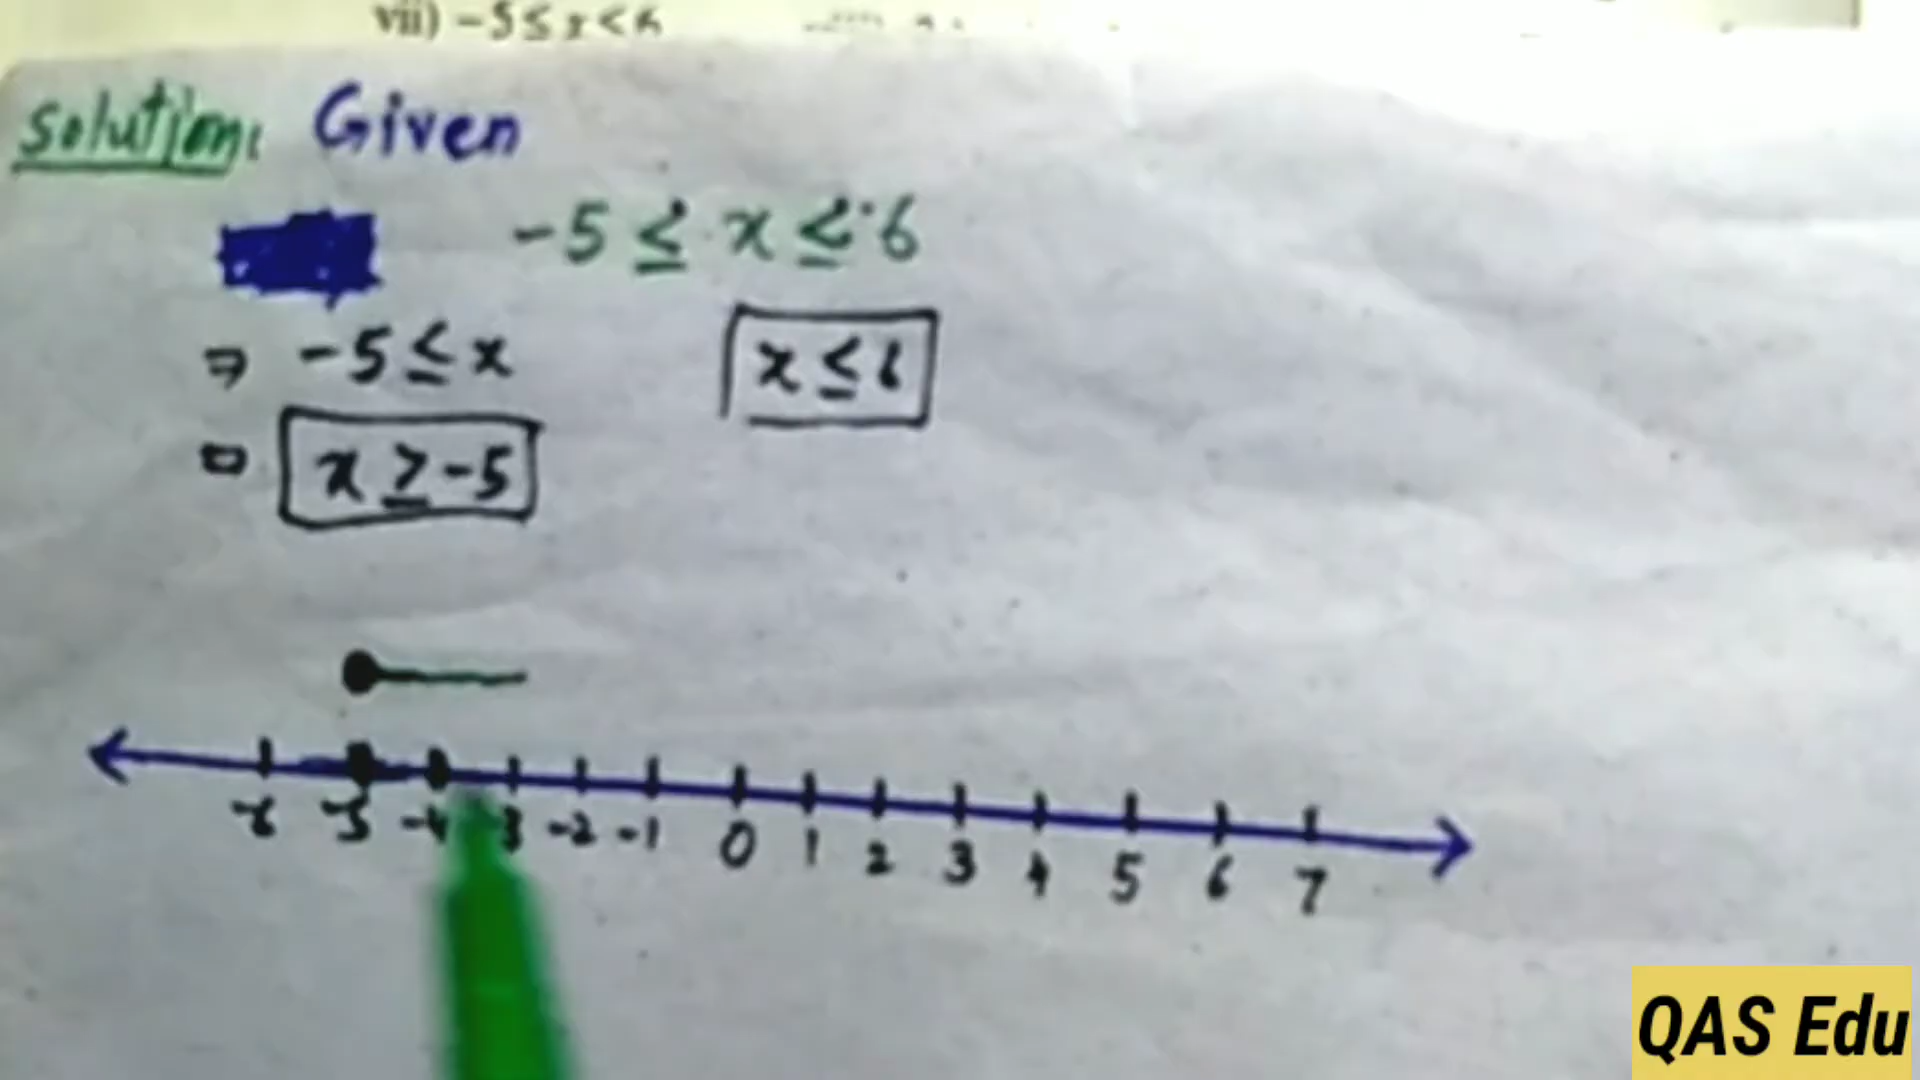 vii) -5 ≤ x < 6
Solution: Given
-5 ≤ x ≤ 6
⇒ -5 ≤ x
x ≤ 6
⇒ x ≥ -5
-6 -5 -4 -3 -2 -1 0 1 2 3 4 5 6 7
QAS Edu